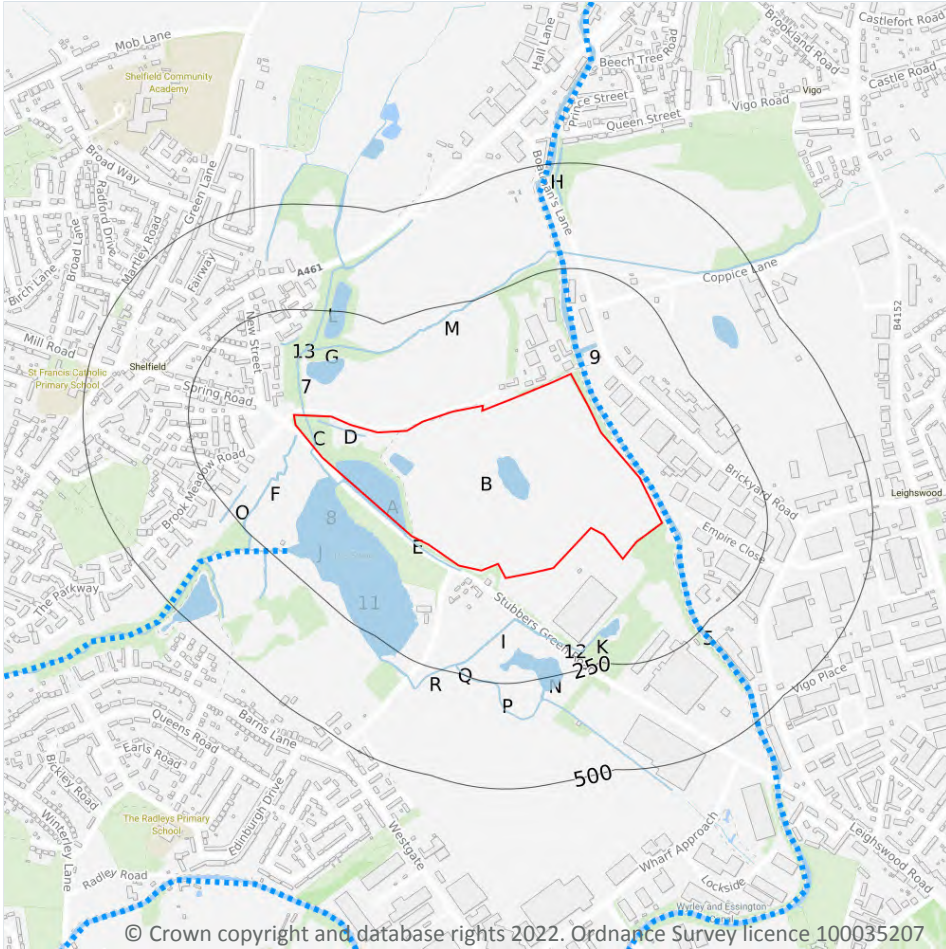 Mob Lane
Shelfield Community
Academy
Hall Lane
Beech Tree
Road
Brookland Road
Castlefort Road
Castle Road
Vigo
Prince Street
Queen Street
Vigo Road
Broad Way
Radford Drive
Broad Lane
Martley Road
Green Lane
Fairway
Birch Lane
Boatman's Lane
H
A461
Coppice Lane
B4152
Mill Road
New Street
Shelfield
St Francis Catholic
Primary School
Spring Road
L
M
13
G
9
7
C
D
Brook Meadow Road
B
F
A
8
O
Brickyard Road
Leighswood
Empire Close
E
J
The Parkway
11
Stubbers Green
I
12
K
5
250
Q
R
N
P
Vigo Place
Barns Lane
Queens Road
Earls Road
Bickley Road
500
The Radleys Primary
School
Edinburgh Drive
Winterley Lane
Westgate
Radley Road
Wharf Approach
Lockside
Leighswood Road
Wyrley and Essington
© Crown copyright and database rights 2022. Ordnance Survey licence 100035207